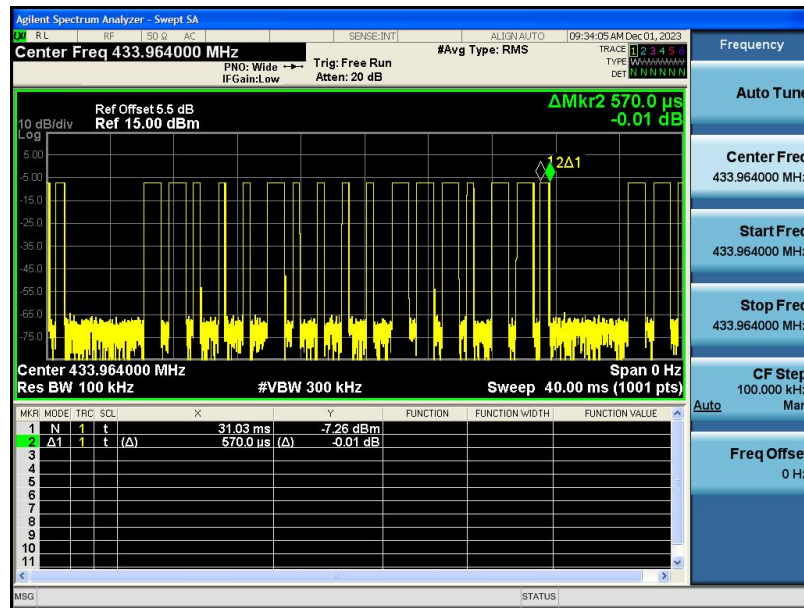 Agilent Spectrum Analyzer - Swept SA
LXI RL RF 50 Ω AC SENSE:INT ALIGN AUTO 09:34:05 AM Dec 01, 2023
Center Freq 433.964000 MHz #Avg Type: RMS TRACE 1 2 3 4 5 6
PNO: Wide Trig: Free Run TYPE W
IFGain:Low Atten: 20 dB DET N N N N N N
Ref Offset 5.5 dB ΔMkr2 570.0 µs
10 dB/div Ref 15.00 dBm -0.01 dB
Log
5.00
1 2Δ1
-5.00
-15.0
-25.0
-35.0
-45.0
-55.0
-65.0
-75.0
Center 433.964000 MHz Span 0 Hz
Res BW 100 kHz #VBW 300 kHz Sweep 40.00 ms (1001 pts)
MKR MODE TRC SCL X Y FUNCTION FUNCTION WIDTH FUNCTION VALUE
1 N 1 t 31.03 ms -7.26 dBm
2 Δ1 1 t (Δ) 570.0 µs (Δ) -0.01 dB
3
4
5
6
7
8
9
10
11
MSG STATUS
Frequency
Auto Tune
Center Freq
433.964000 MHz
Start Freq
433.964000 MHz
Stop Freq
433.964000 MHz
CF Step
100.000 kHz
Auto Man
Freq Offset
0 Hz